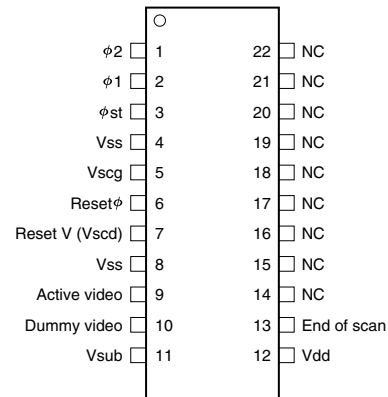 ϕ2 1 22 NC
ϕ1 2 21 NC
ϕst 3 20 NC
Vss 4 19 NC
Vscg 5 18 NC
Resetϕ 6 17 NC
Reset V (Vscd) 7 16 NC
Vss 8 15 NC
Active video 9 14 NC
Dummy video 10 13 End of scan
Vsub 11 12 Vdd